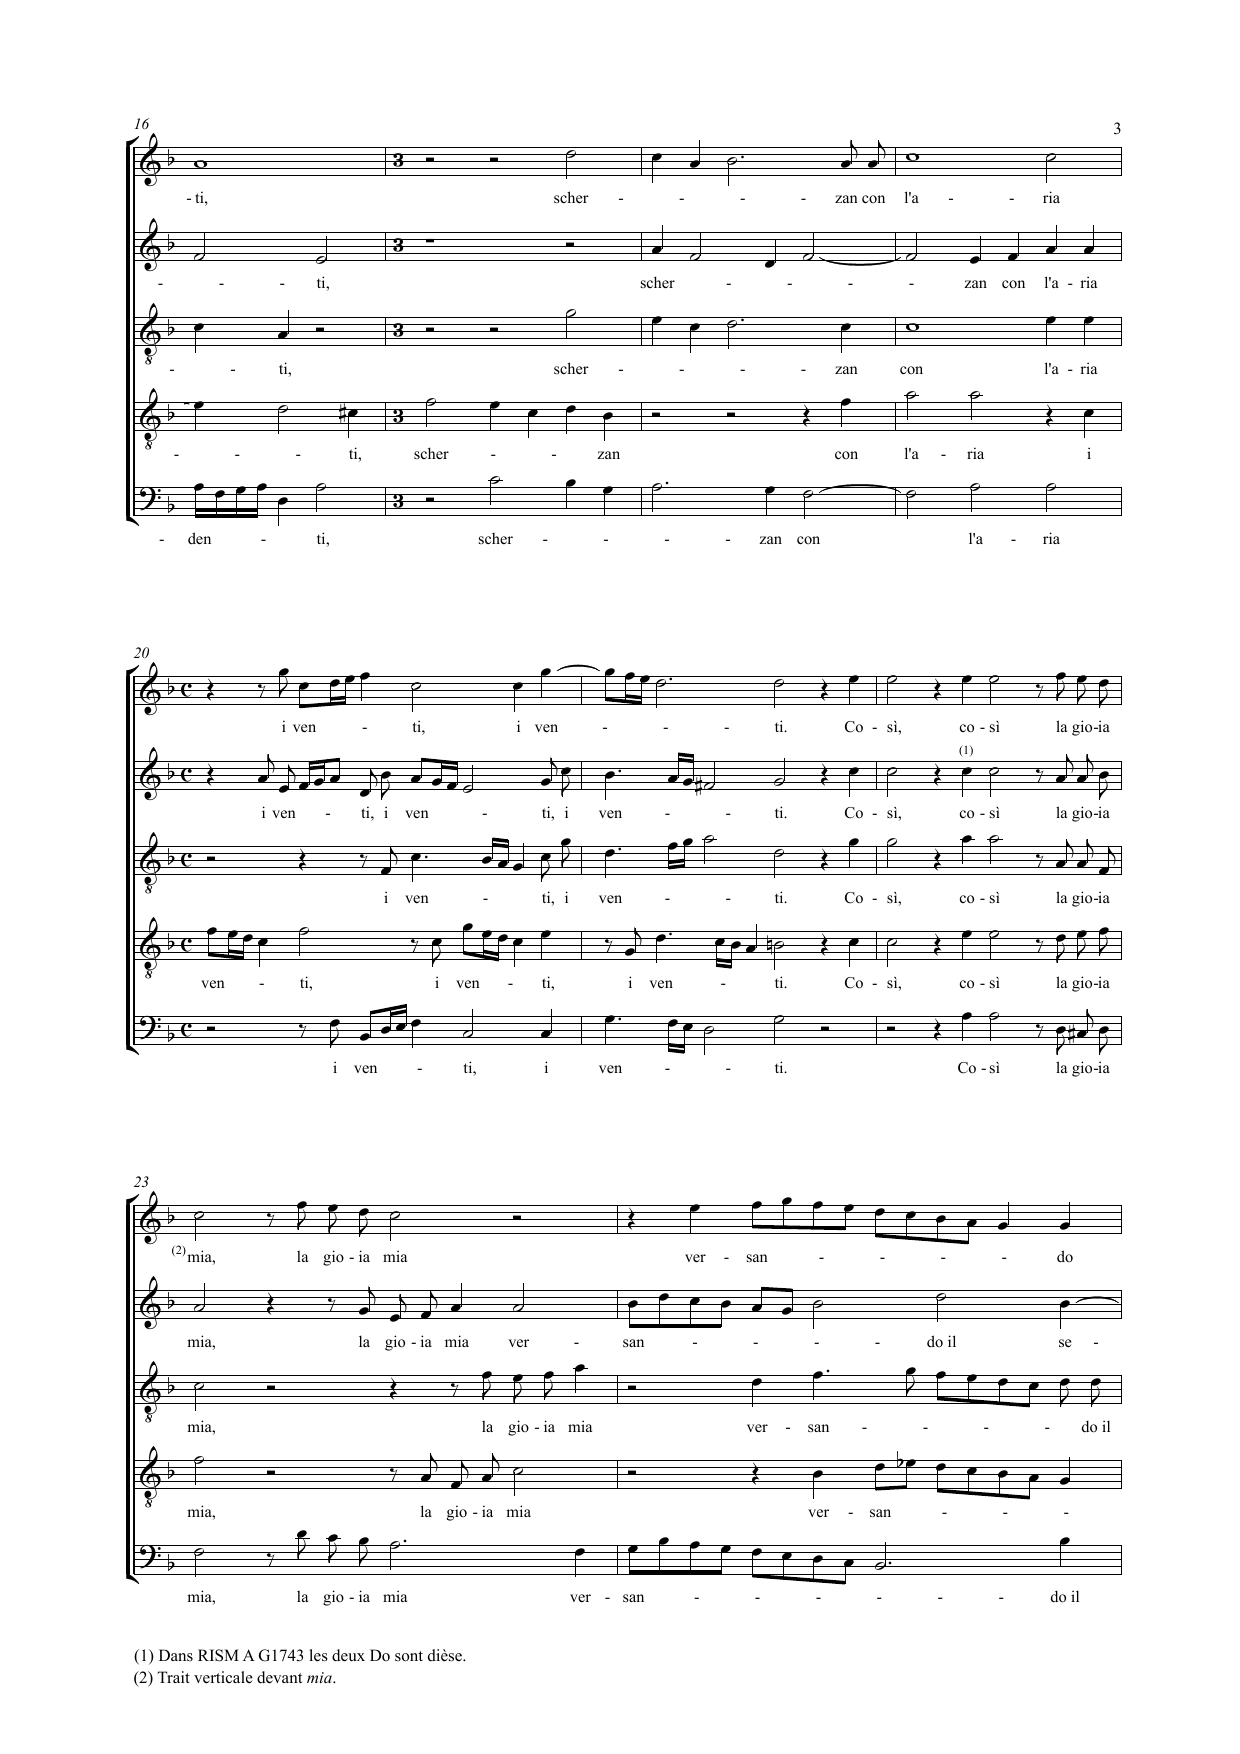 16
3
- ti, scher - - - - zan con l'a - - ria
3
- - - ti, scher - - - - zan con l'a - ria
3
- - ti, scher - - - - zan con l'a - ria
3
- - - ti, scher - - zan con l'a - ria i
3
- den - ti, scher - - - - zan con l'a - ria
3
20
i ven - ti, i ven - - - ti. Co - sì, co - sì la gio-ia
(1)
i ven - ti, i ven - - ti, i ven - - ti. Co - sì, co - sì la gio-ia
i ven - ti, i ven - - ti. Co - sì, co - sì la gio-ia
ven - ti, i ven - ti, i ven - ti. Co - sì, co - sì la gio-ia
i ven - ti, i ven - - ti. Co - sì la gio-ia
23
(2) mia, la gio - ia mia ver - san - - - - do
mia, la gio - ia mia ver - san - - - - do il se -
mia, la gio - ia mia ver - san - - - - do il
mia, la gio - ia mia ver - san - - -
mia, la gio - ia mia ver - san - - - - - - do il
(1) Dans RISM A G1743 les deux Do sont dièse.
(2) Trait verticale devant mia.